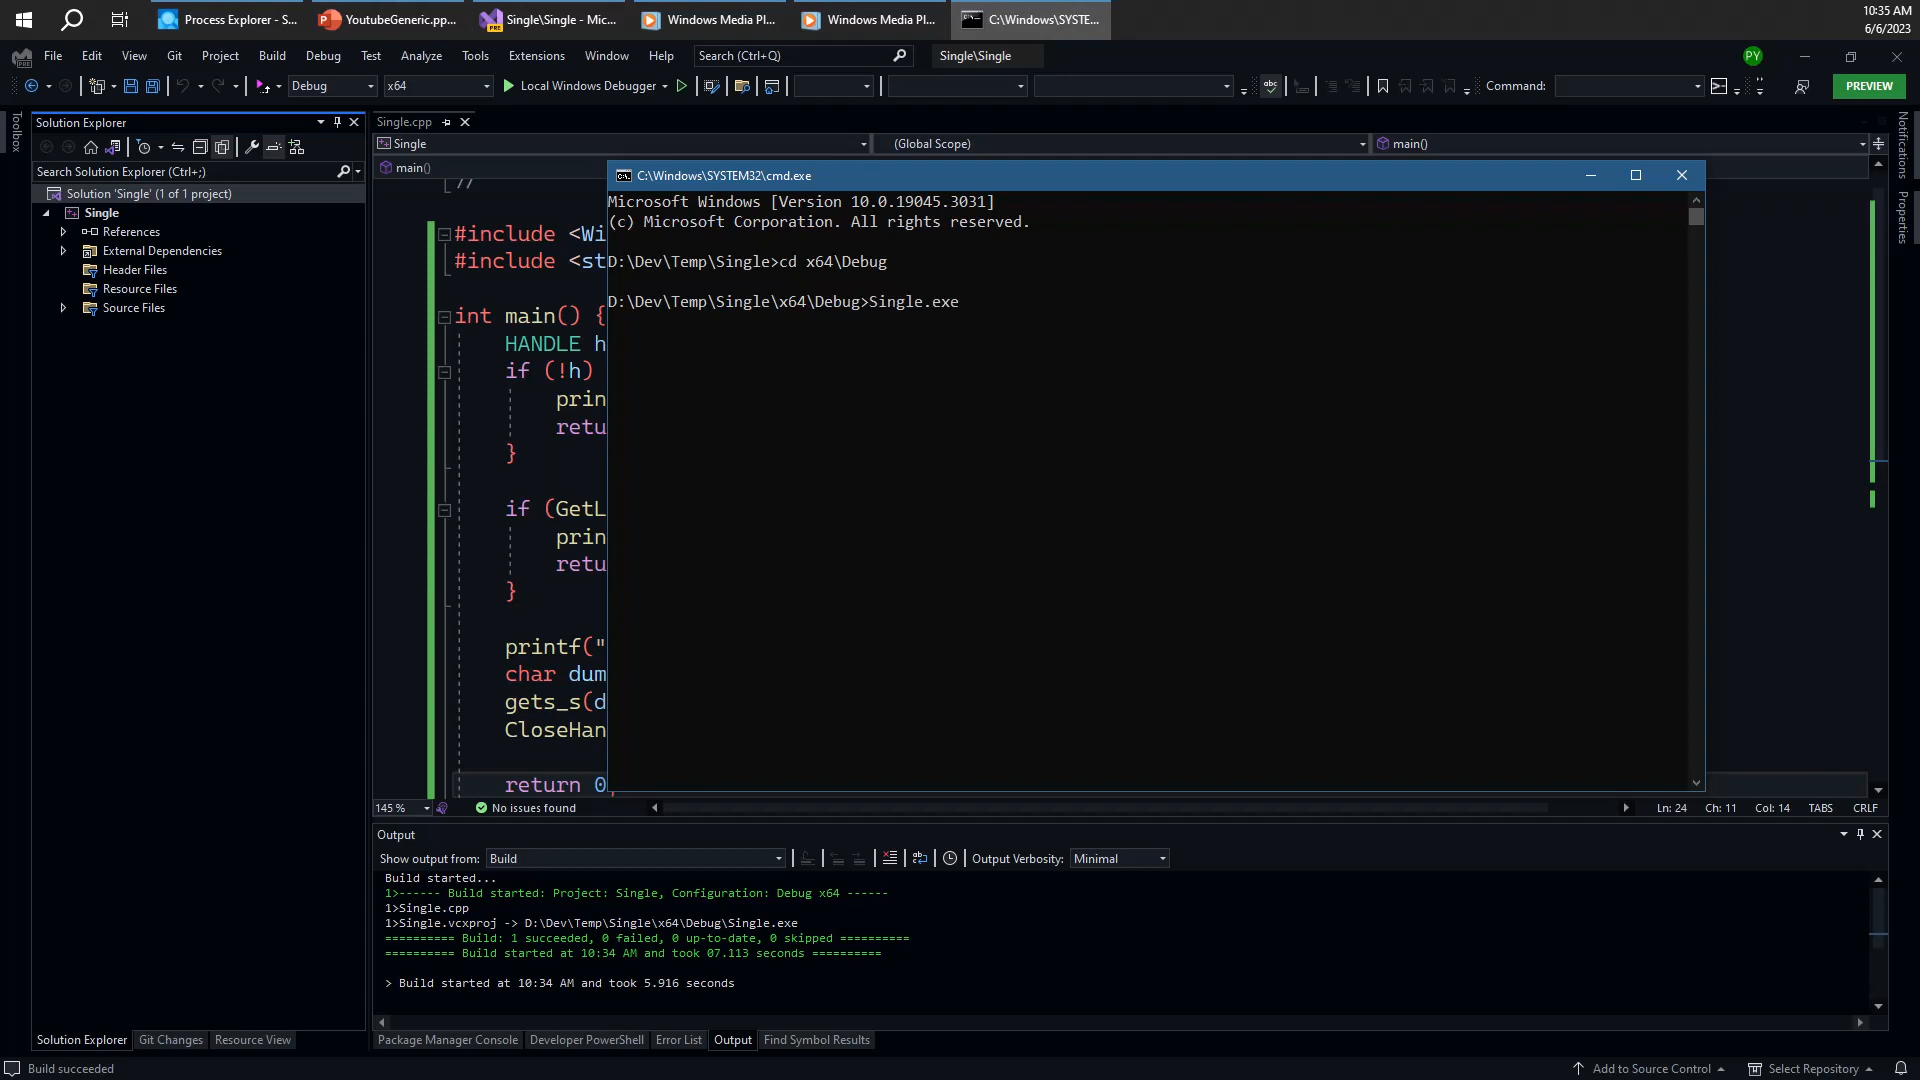 Process Explorer - S...
YoutubeGeneric.pp...
Single\Single - Mic...
Windows Media Pl...
Windows Media Pl...
C:\Windows\SYSTE...
10:35 AM
6/6/2023
File Edit View Git Project Build Debug Test Analyze Tools Extensions Window Help Search (Ctrl+Q) Single\Single PY
Debug x64 Local Windows Debugger abc Command: PREVIEW
Toolbox
Solution Explorer
Search Solution Explorer (Ctrl+;)
Solution 'Single' (1 of 1 project)
Single
References
External Dependencies
Header Files
Resource Files
Source Files
Single.cpp
Single (Global Scope) main()
main()
//
#include <Wi
#include <st
int main() {
HANDLE h
if (!h)
prin
retu
}
if (GetL
prin
retu
}
printf("
char dum
gets_s(d
CloseHan
return 0;
C:\Windows\SYSTEM32\cmd.exe
Microsoft Windows [Version 10.0.19045.3031]
(c) Microsoft Corporation. All rights reserved.
D:\Dev\Temp\Single>cd x64\Debug
D:\Dev\Temp\Single\x64\Debug>Single.exe
Notifications
Properties
145 % No issues found Ln: 24 Ch: 11 Col: 14 TABS CRLF
Output
Show output from: Build Output Verbosity: Minimal
Build started...
1>------ Build started: Project: Single, Configuration: Debug x64 ------
1>Single.cpp
1>Single.vcxproj -> D:\Dev\Temp\Single\x64\Debug\Single.exe
========== Build: 1 succeeded, 0 failed, 0 up-to-date, 0 skipped ==========
========== Build started at 10:34 AM and took 07.113 seconds ==========
> Build started at 10:34 AM and took 5.916 seconds
Solution Explorer Git Changes Resource View
Package Manager Console Developer PowerShell Error List Output Find Symbol Results
Build succeeded Add to Source Control Select Repository